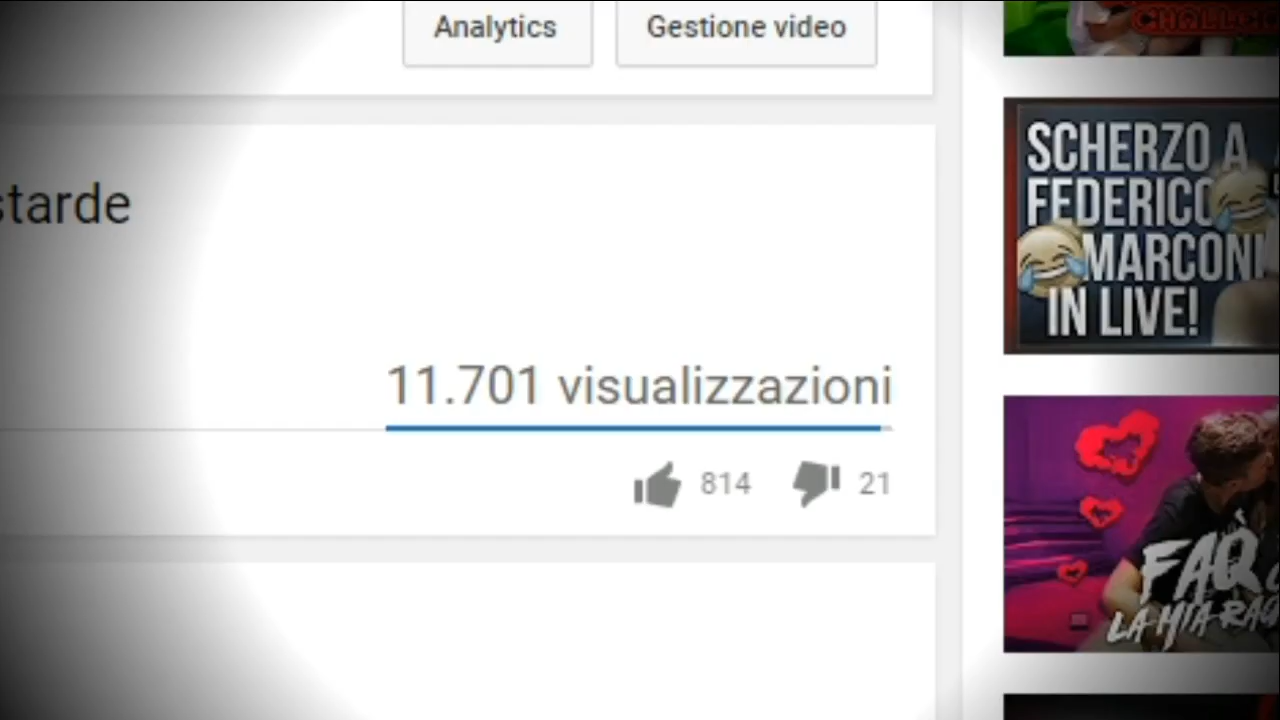 Analytics
Gestione video
starde
11.701 visualizzazioni
814
21
SCHERZO A
FEDERICO
MARCONI
IN LIVE!
FAQ
LA MIA